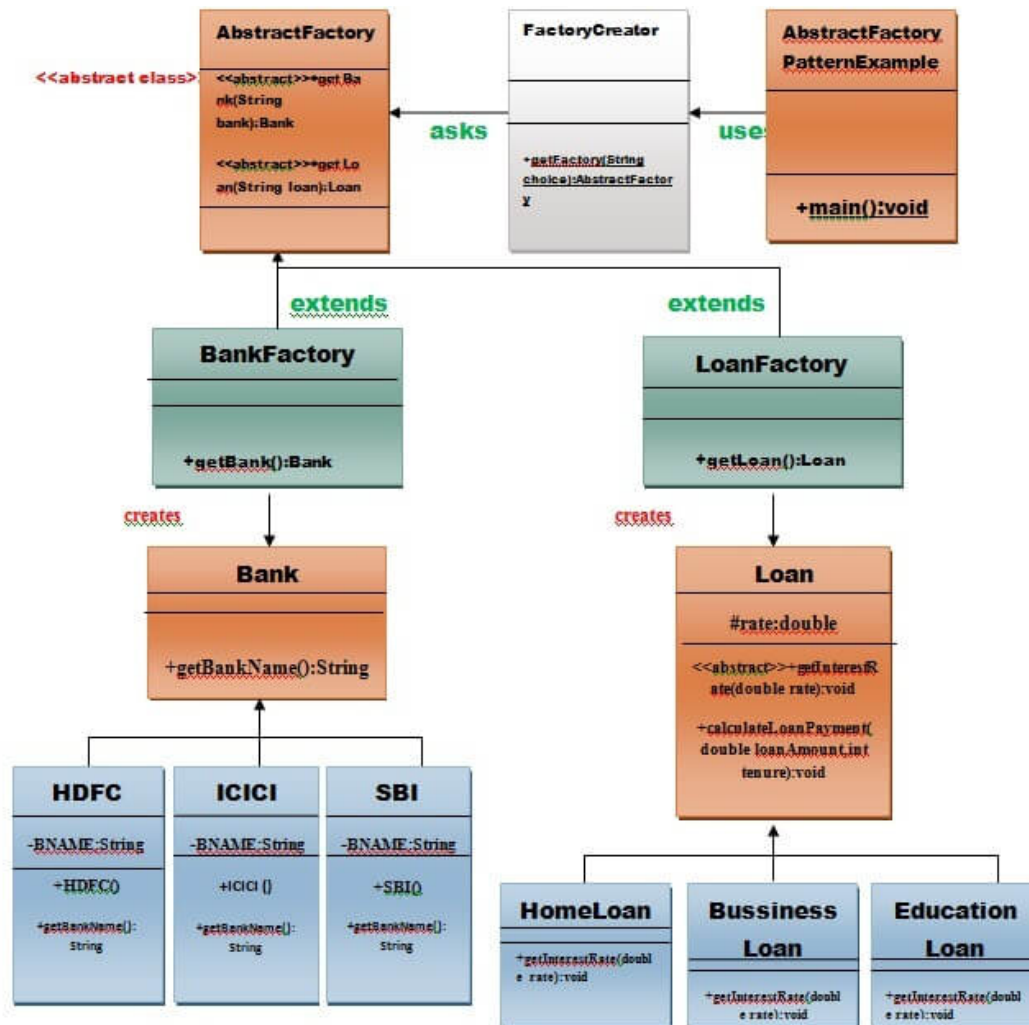 AbstractFactory
<<abstract class>>
<<abstract>>+get Ba
nk(String
bank):Bank
<<abstract>>+get Lo
an(String loan):Loan
FactoryCreator
+getFactory(String
choice):AbstractFactor
y
AbstractFactory
PatternExample
+main():void
asks
uses
extends
extends
BankFactory
+getBank():Bank
LoanFactory
+getLoan():Loan
creates
creates
Bank
+getBankName():String
Loan
#rate:double
<<abstract>>+getInterestR
ate(double rate):void
+calculateLoanPayment(
double loanAmount,int
tenure):void
HDFC
-BNAME:String
+HDFC()
+getBankName():
String
ICICI
-BNAME:String
+ICICI ()
+getBankName():
String
SBI
-BNAME:String
+SBI()
+getBankName():
String
HomeLoan
+getInterestRate(doubl
e rate):void
Bussiness
Loan
+getInterestRate(doubl
e rate):void
Education
Loan
+getInterestRate(doubl
e rate):void